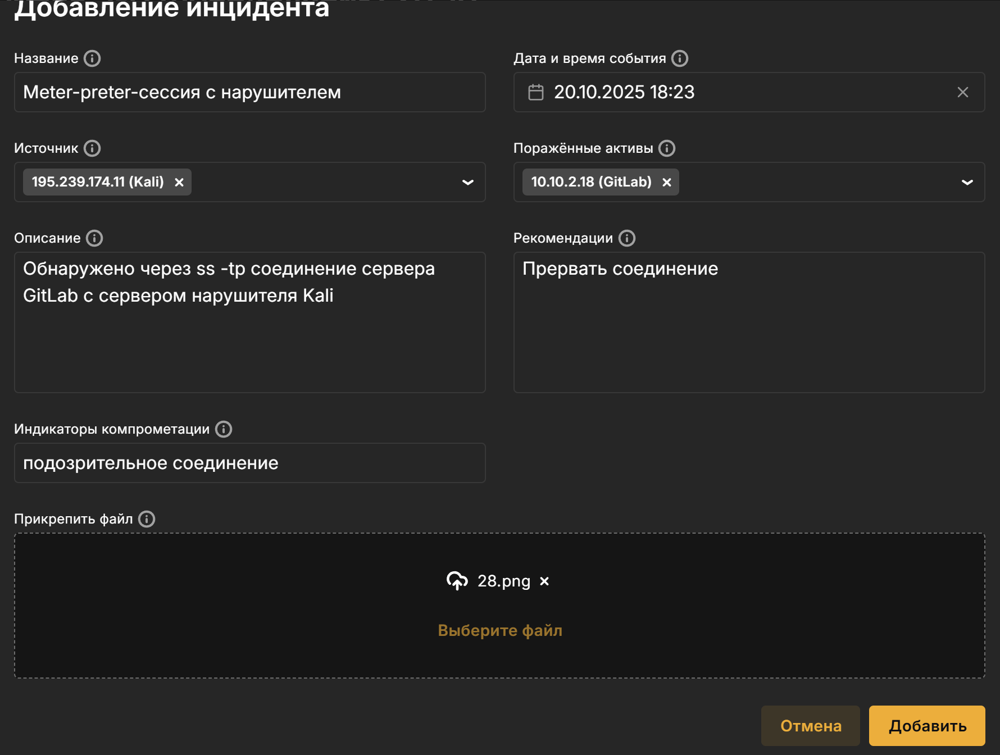 Добавление инцидента
Название
Дата и время события
Meter-preter-сессия с нарушителем
20.10.2025 18:23
Источник
Поражённые активы
195.239.174.11 (Kali)
10.10.2.18 (GitLab)
Описание
Рекомендации
Обнаружено через ss -tp соединение сервера
GitLab с сервером нарушителя Kali
Прервать соединение
Индикаторы компрометации
подозрительное соединение
Прикрепить файл
28.png
Выберите файл
Отмена
Добавить